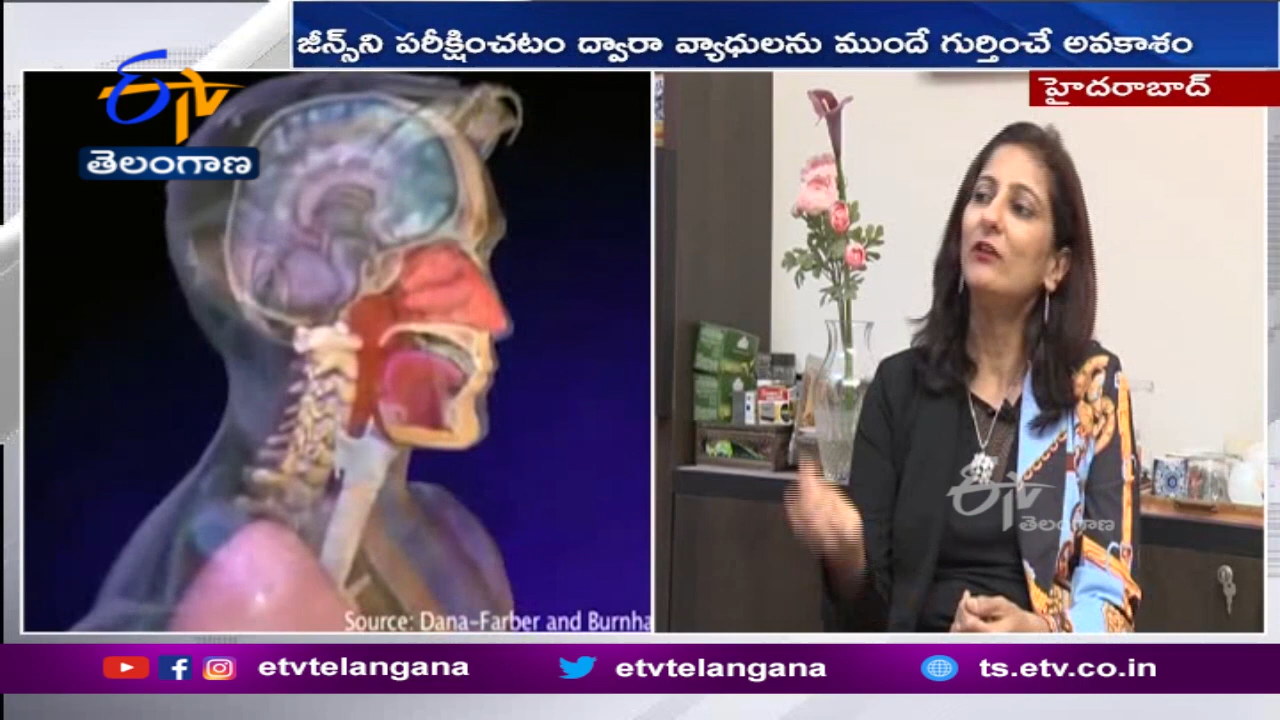 జీన్స్‌ని పరీక్షించటం ద్వారా వ్యాధులను ముందే గుర్తించే అవకాశం
హైదరాబాద్
ETV
తెలంగాణ
ETV
తెలంగాణ
Source: Dana-Farber and Burnha
etvtelangana
etvtelangana
ts.etv.co.in